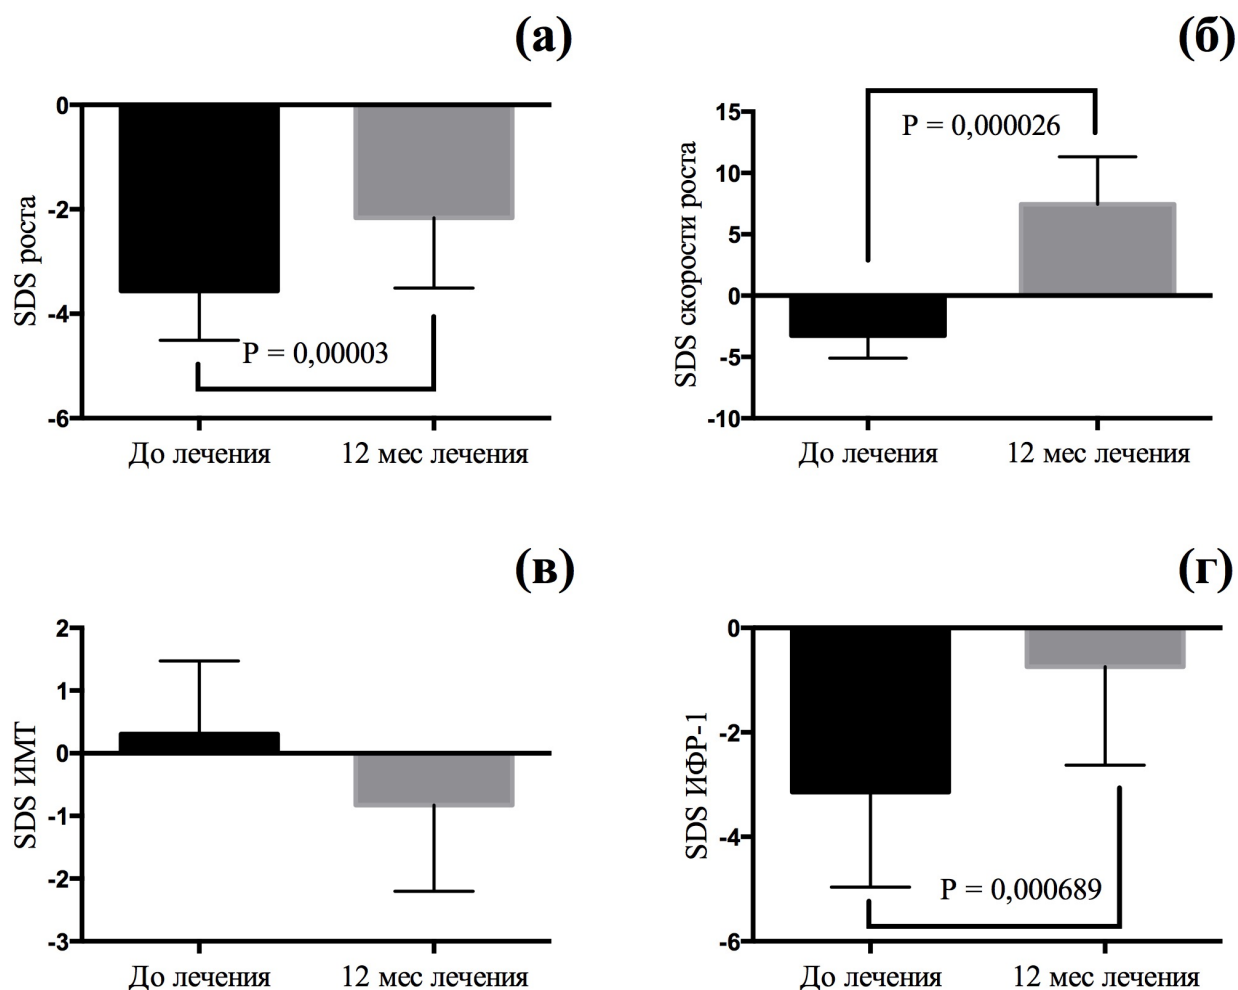 (а)
SDS роста
0
-2
-4
-6
P = 0,00003
До лечения
12 мес лечения
(б)
SDS скорости роста
15
10
5
0
-5
-10
P = 0,000026
До лечения
12 мес лечения
(в)
SDS ИМТ
2
1
0
-1
-2
-3
До лечения
12 мес лечения
(г)
SDS ИФР-1
0
-2
-4
-6
P = 0,000689
До лечения
12 мес лечения